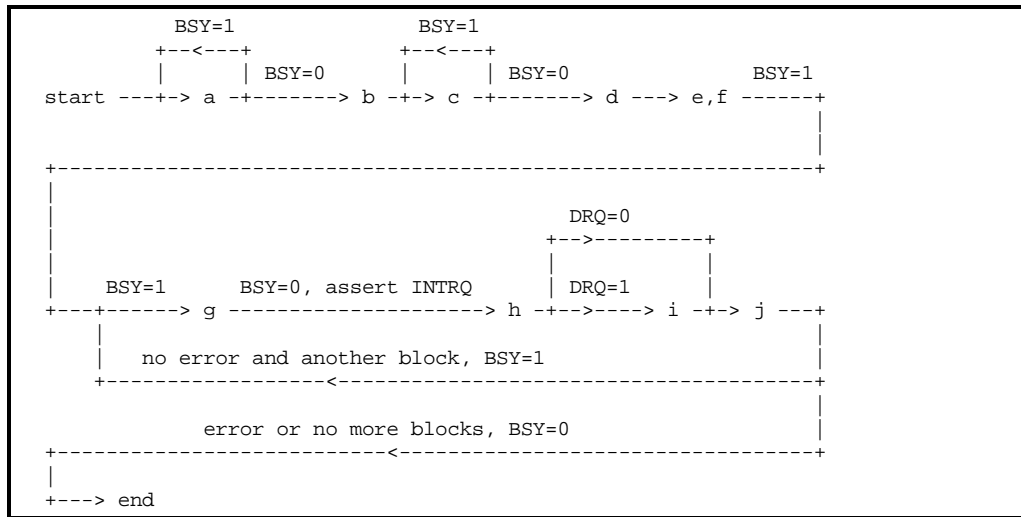 BSY=1 BSY=1
+--<---+ +--<---+
| | BSY=0 | | BSY=0 BSY=1
start ---+-> a -+-------> b -+-> c -+-------> d ---> e,f ------+
|
|
+----------------------------------------------------------------+
|
| DRQ=0
| +-->---------+
| | |
| BSY=1 BSY=0, assert INTRQ | DRQ=1 |
+---+------> g ----------------------> h -+-->----> i -+-> j ---+
| |
| no error and another block, BSY=1 |
+-------------------<----------------------------------------+
|
error or no more blocks, BSY=0 |
+----------------------------<-----------------------------------+
|
+---> end